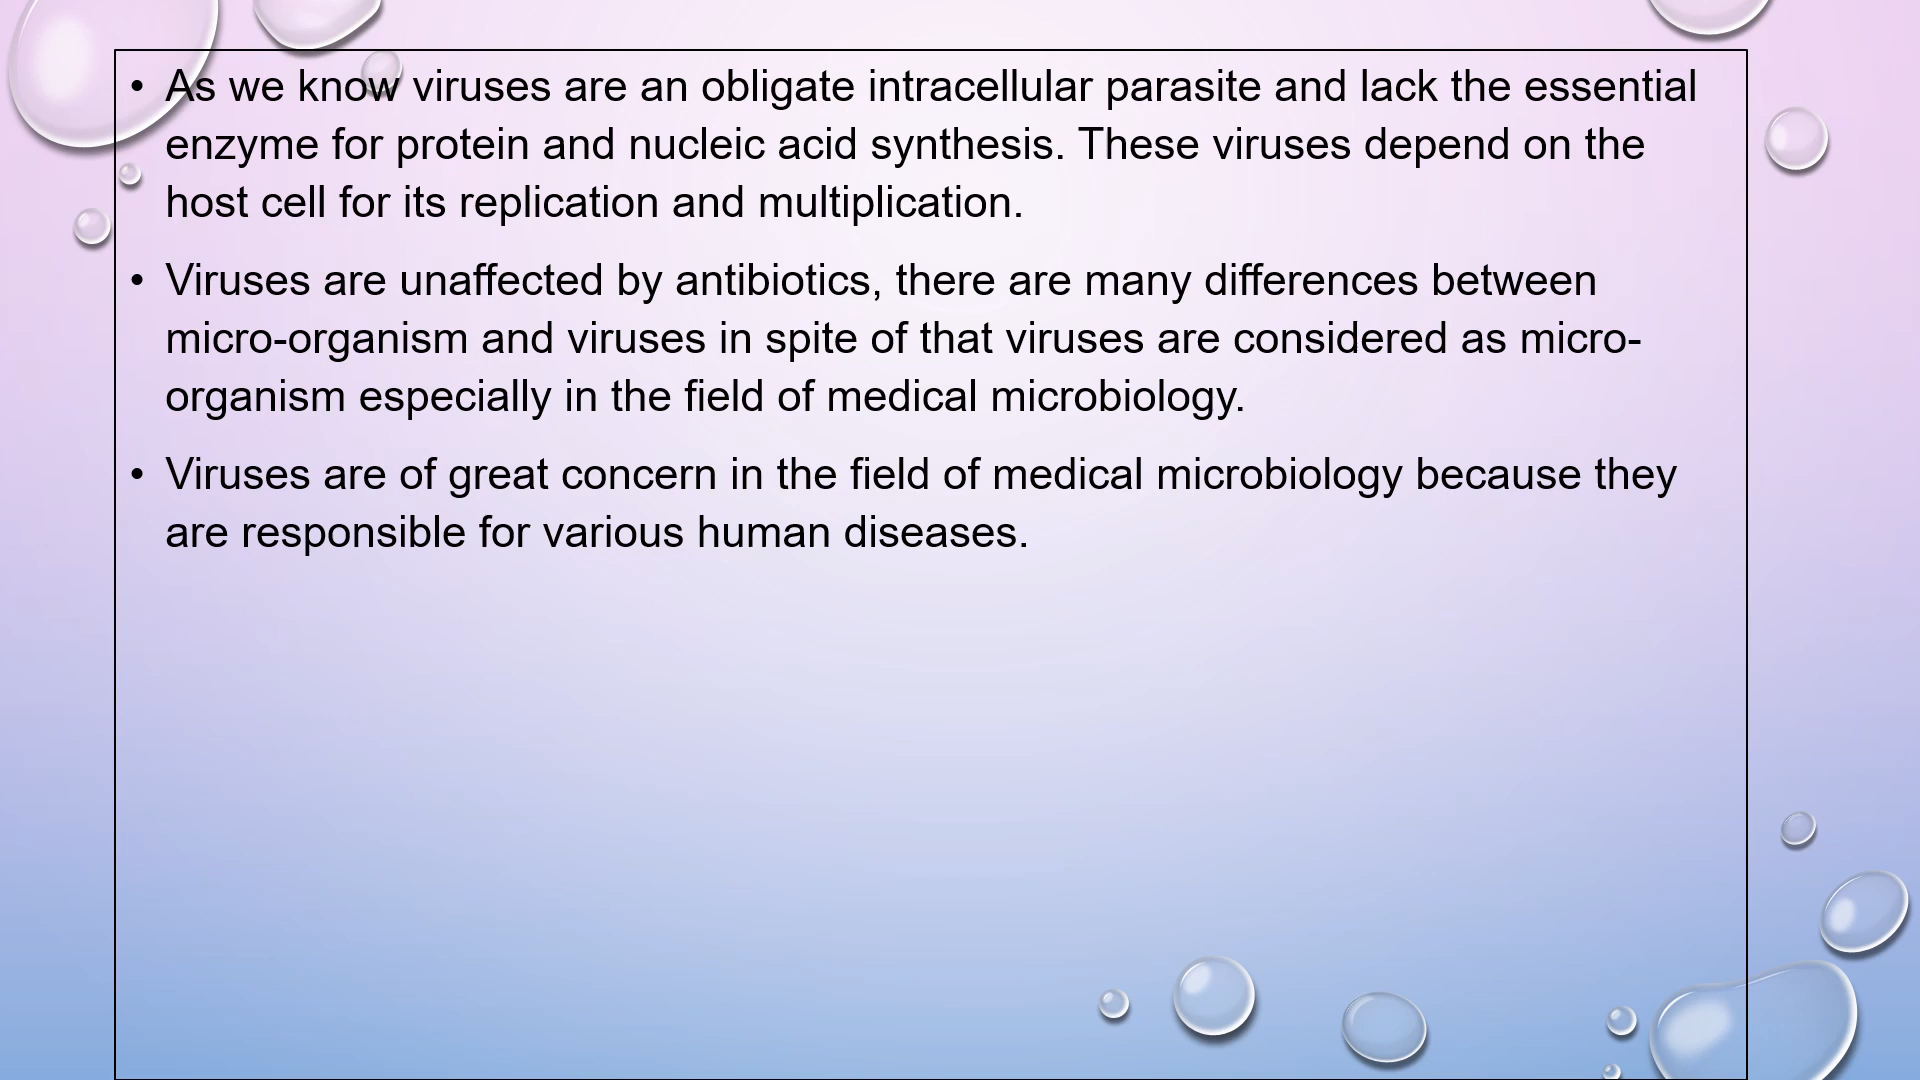 • As we know viruses are an obligate intracellular parasite and lack the essential
enzyme for protein and nucleic acid synthesis. These viruses depend on the
host cell for its replication and multiplication.
• Viruses are unaffected by antibiotics, there are many differences between
micro-organism and viruses in spite of that viruses are considered as micro-
organism especially in the field of medical microbiology.
• Viruses are of great concern in the field of medical microbiology because they
are responsible for various human diseases.